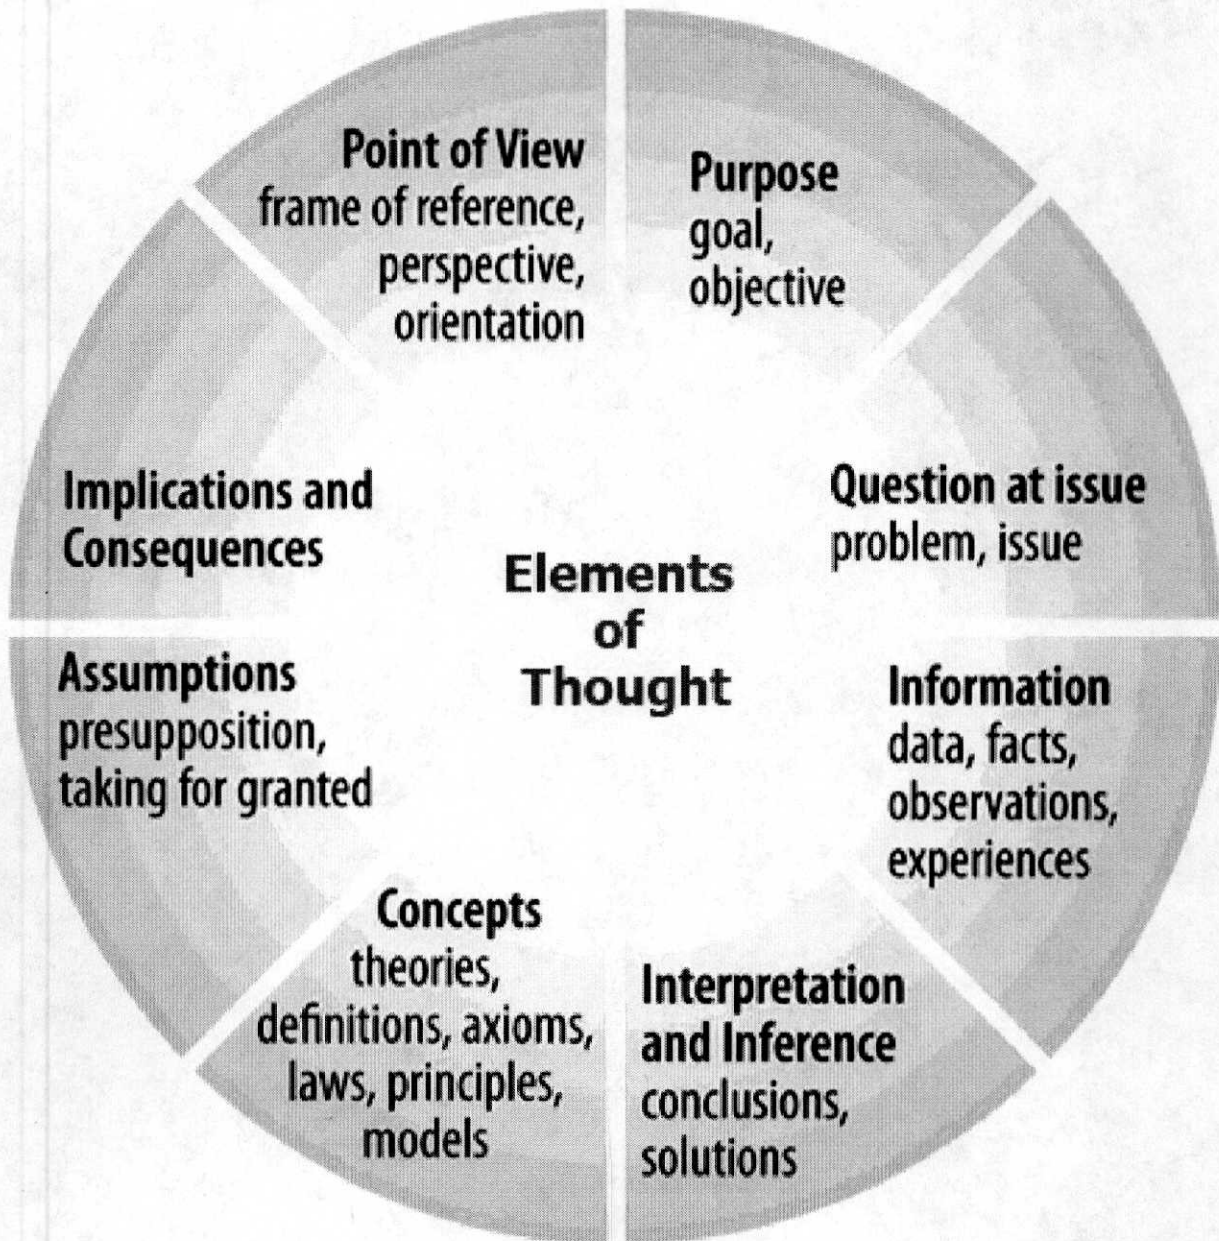 Point of View
frame of reference,
perspective,
orientation
Purpose
goal,
objective
Question at issue
problem, issue
Information
data, facts,
observations,
experiences
Interpretation
and Inference
conclusions,
solutions
Concepts
theories,
definitions, axioms,
laws, principles,
models
Assumptions
presupposition,
taking for granted
Implications and
Consequences
Elements
of
Thought